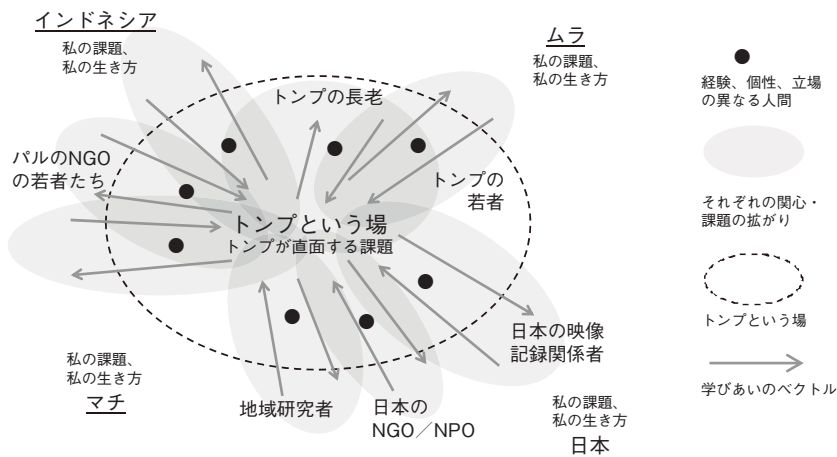 インドネシア
私の課題、
私の生き方
ムラ
私の課題、
私の生き方
トンプの長老
パルのNGO
の若者たち
トンプの
若者
トンプという場
トンプが直面する課題
日本の映像
記録関係者
私の課題、
私の生き方
マチ
地域研究者
日本の
NGO／NPO
私の課題、
私の生き方
日本
経験、個性、立場
の異なる人間
それぞれの関心・
課題の拡がり
トンプという場
学びあいのベクトル